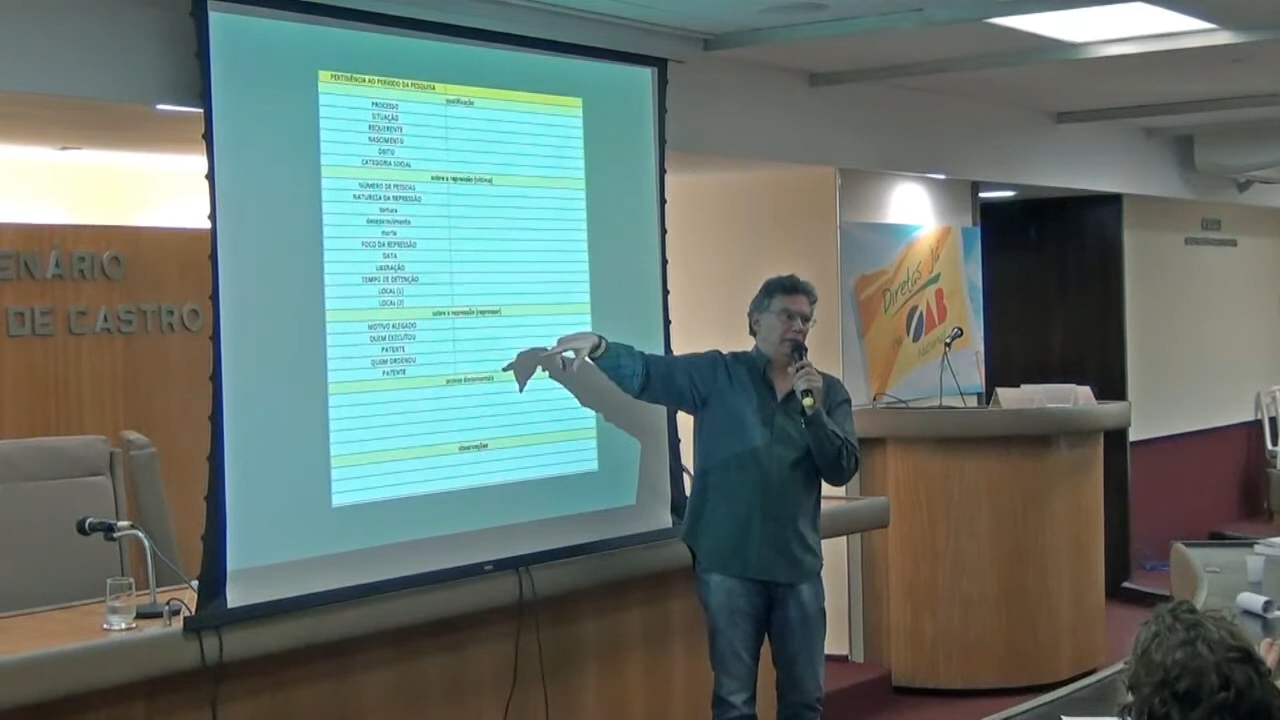 PERTINÊNCIA AO PERÍODO DA PESQUISA
qualificação
PROCESSO
SITUAÇÃO
REQUERENTE
NASCIMENTO
ÓBITO
CATEGORIA SOCIAL
sobre a repressão (vítima)
NÚMERO DE PESSOAS
NATUREZA DA REPRESSÃO
tortura
desaparecimento
morte
FOCO DA REPRESSÃO
DATA
LIBERAÇÃO
TEMPO DE DETENÇÃO
LOCAL (1)
LOCAL (2)
sobre a repressão (repressor)
MOTIVO ALEGADO
QUEM EXECUTOU
PATENTE
QUEM ORDENOU
PATENTE
provas documentais
observações
ENÁRIO
DE CASTRO
Diretas Já
OAB